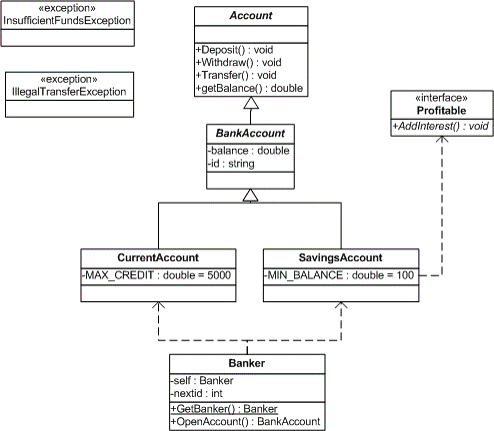 «exception»
InsufficientFundsException
«exception»
IllegalTransferException
Account
+Deposit() : void
+Withdraw() : void
+Transfer() : void
+getBalance() : double
BankAccount
-balance : double
-id : string
«interface»
Profitable
+AddInterest() : void
CurrentAccount
-MAX_CREDIT : double = 5000
SavingsAccount
-MIN_BALANCE : double = 100
Banker
-self : Banker
-nextid : int
+GetBanker() : Banker
+OpenAccount() : BankAccount